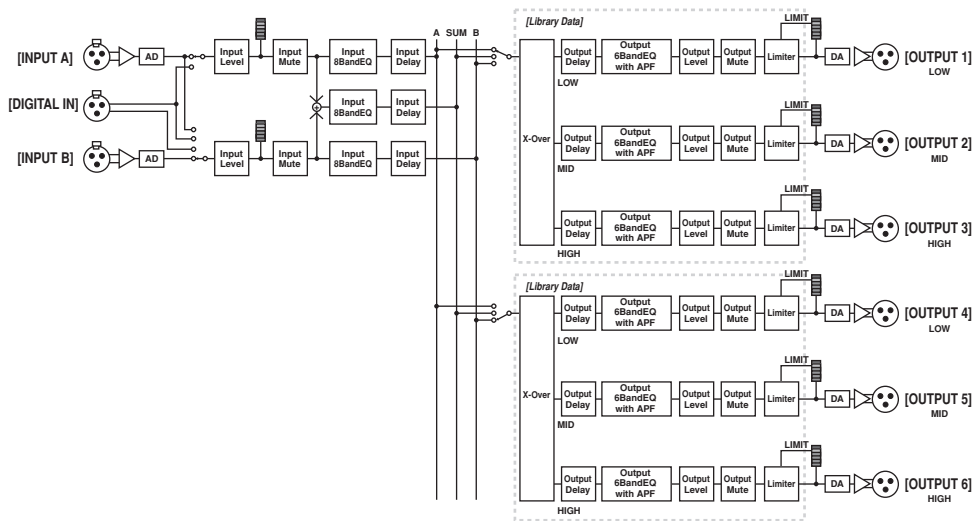 A SUM B
[Library Data]
LIMIT
[INPUT A]
AD
Input Level
Input Mute
Input 8BandEQ
Input Delay
Output Delay
Output 6BandEQ with APF
Output Level
Output Mute
Limiter
DA
[OUTPUT 1]
LOW
LOW
[DIGITAL IN]
Input 8BandEQ
Input Delay
LIMIT
[INPUT B]
AD
Input Level
Input Mute
Input 8BandEQ
Input Delay
X-Over
Output Delay
Output 6BandEQ with APF
Output Level
Output Mute
Limiter
DA
[OUTPUT 2]
MID
MID
LIMIT
Output Delay
Output 6BandEQ with APF
Output Level
Output Mute
Limiter
DA
[OUTPUT 3]
HIGH
HIGH
[Library Data]
LIMIT
Output Delay
Output 6BandEQ with APF
Output Level
Output Mute
Limiter
DA
[OUTPUT 4]
LOW
LOW
LIMIT
X-Over
Output Delay
Output 6BandEQ with APF
Output Level
Output Mute
Limiter
DA
[OUTPUT 5]
MID
MID
LIMIT
Output Delay
Output 6BandEQ with APF
Output Level
Output Mute
Limiter
DA
[OUTPUT 6]
HIGH
HIGH